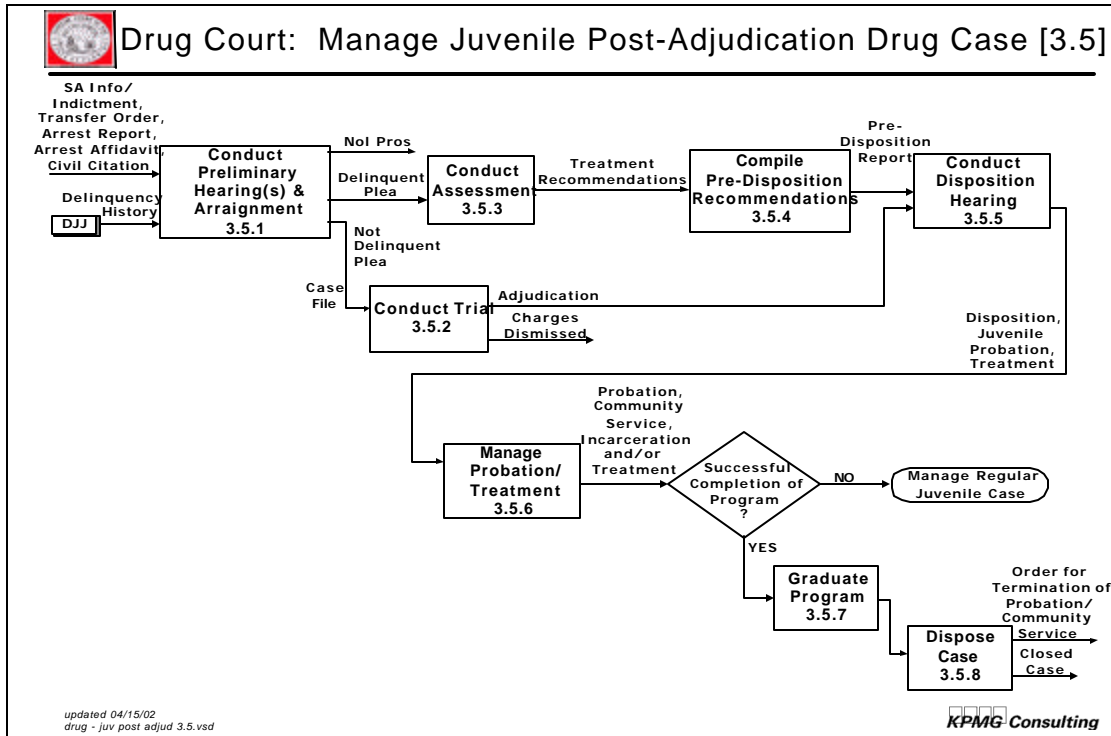 Drug Court: Manage Juvenile Post-Adjudication Drug Case [3.5]
SA Info/
Indictment,
Transfer Order,
Arrest Report,
Arrest Affidavit,
Civil Citation
Delinquency
History
DJJ
Conduct
Preliminary
Hearing(s) &
Arraignment
3.5.1
Nol Pros
Delinquent
Plea
Not
Delinquent
Plea
Case
File
Conduct
Assessment
3.5.3
Treatment
Recommendations
Compile
Pre-Disposition
Recommendations
3.5.4
Pre-
Disposition
Report
Conduct
Disposition
Hearing
3.5.5
Conduct Trial
3.5.2
Adjudication
Charges
Dismissed
Disposition,
Juvenile
Probation,
Treatment
Manage
Probation/
Treatment
3.5.6
Probation,
Community
Service,
Incarceration
and/or
Treatment
Successful
Completion of
Program
?
NO
Manage Regular
Juvenile Case
YES
Graduate
Program
3.5.7
Dispose
Case
3.5.8
Order for
Termination of
Probation/
Community
Service
Closed
Case
updated 04/15/02
drug - juv post adjud 3.5.vsd
KPMG Consulting